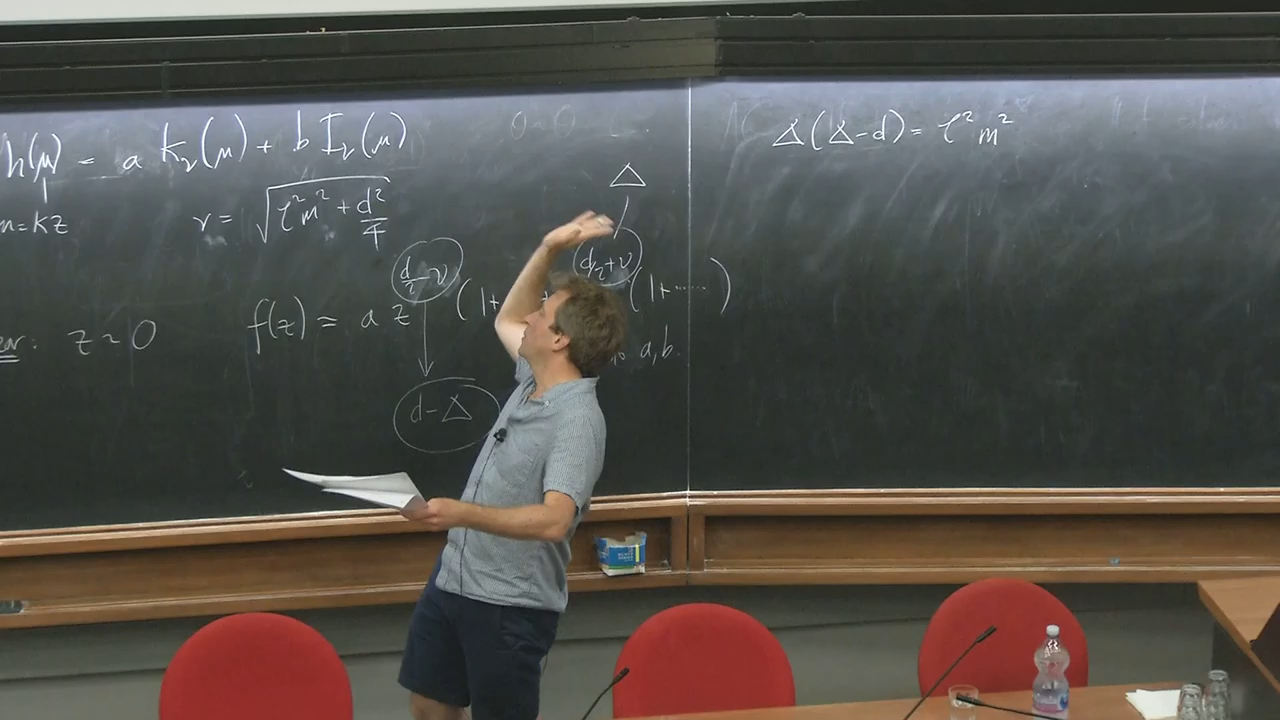 h(μ) = a K_ν(μ) + b I_ν(μ)
μ = kz
ν = √(ℓ²m² + d²/4)
Δ
d/2 - ν
d/2 + ν
z ~ 0
f(z) ≃ a z (1+
(1+ ······)
a,b.
d - Δ
Δ(Δ-d) = ℓ²m²